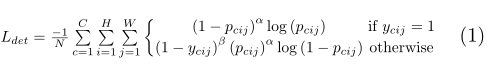 L_{det} = \frac{-1}{N} \sum_{c=1}^{C} \sum_{i=1}^{H} \sum_{j=1}^{W} \begin{cases} (1 - p_{cij})^{\alpha} \log (p_{cij}) & \text{if } y_{cij} = 1 \\ (1 - y_{cij})^{\beta} (p_{cij})^{\alpha} \log (1 - p_{cij}) & \text{otherwise} \end{cases} \quad (1)